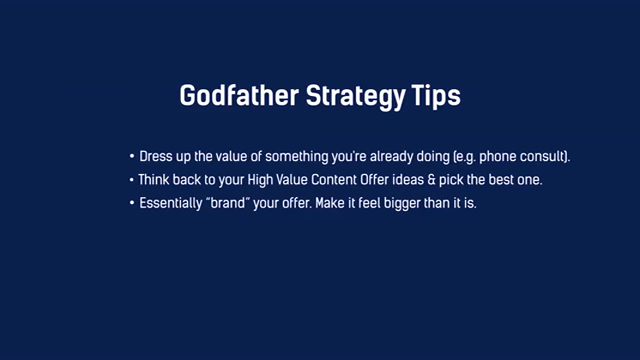 Godfather Strategy Tips
• Dress up the value of something you're already doing (e.g. phone consult).
• Think back to your High Value Content Offer ideas & pick the best one.
• Essentially "brand" your offer. Make it feel bigger than it is.